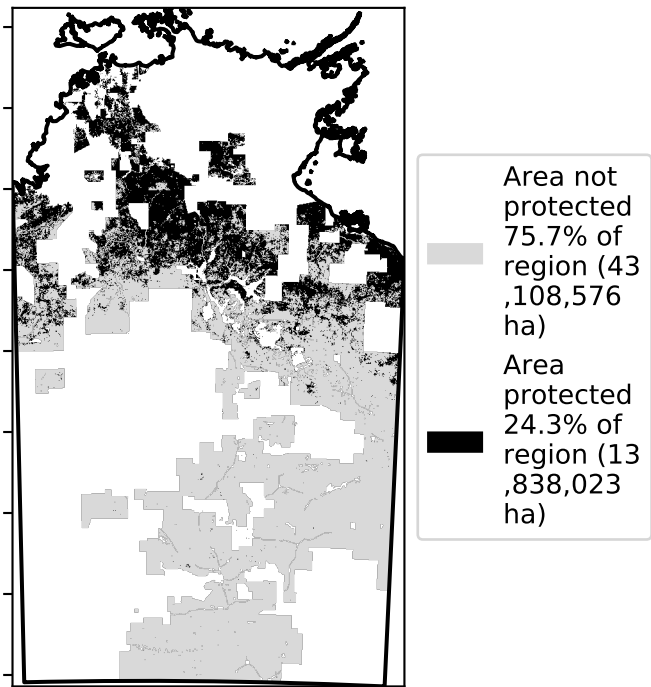 Area not
protected
75.7% of
region (43
,108,576
ha)
Area
protected
24.3% of
region (13
,838,023
ha)